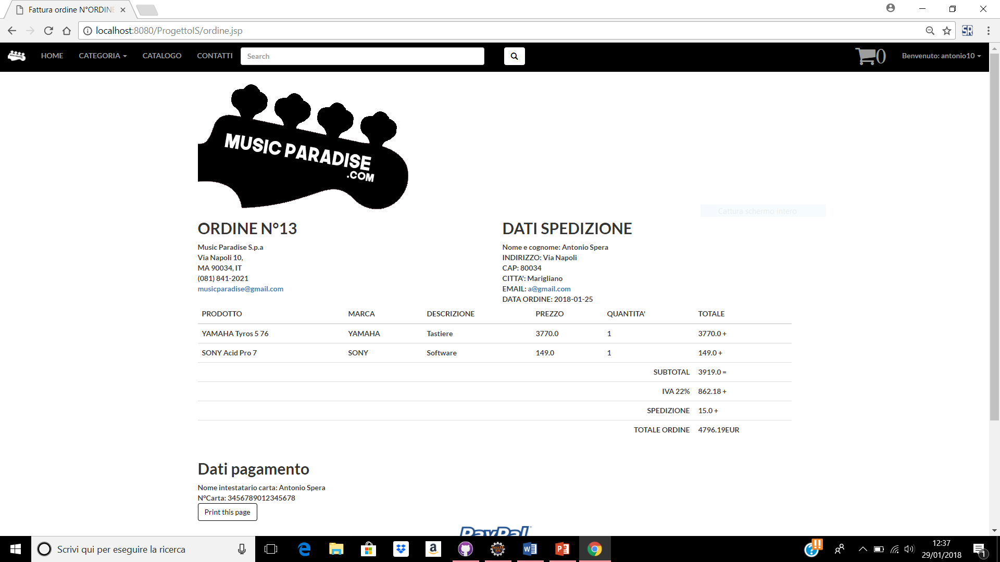 Fattura ordine N°ORDINE
localhost:8080/ProgettoIS/ordine.jsp
HOME CATEGORIA CATALOGO CONTATTI Search 0 Benvenuto: antonio10
MUSIC PARADISE
.COM
Cattura schermo intero
ORDINE N°13
Music Paradise S.p.a
Via Napoli 10,
MA 90034, IT
(081) 841-2021
musicparadise@gmail.com
DATI SPEDIZIONE
Nome e cognome: Antonio Spera
INDIRIZZO: Via Napoli
CAP: 80034
CITTA': Marigliano
EMAIL: a@gmail.com
DATA ORDINE: 2018-01-25
PRODOTTO MARCA DESCRIZIONE PREZZO QUANTITA' TOTALE
YAMAHA Tyros 5 76 YAMAHA Tastiere 3770.0 1 3770.0 +
SONY Acid Pro 7 SONY Software 149.0 1 149.0 +
SUBTOTAL 3919.0 =
IVA 22% 862.18 +
SPEDIZIONE 15.0 +
TOTALE ORDINE 4796.19EUR
Dati pagamento
Nome intestatario carta: Antonio Spera
N°Carta: 3456789012345678
Print this page
PayPal
Scrivi qui per eseguire la ricerca
12:37
29/01/2018
1